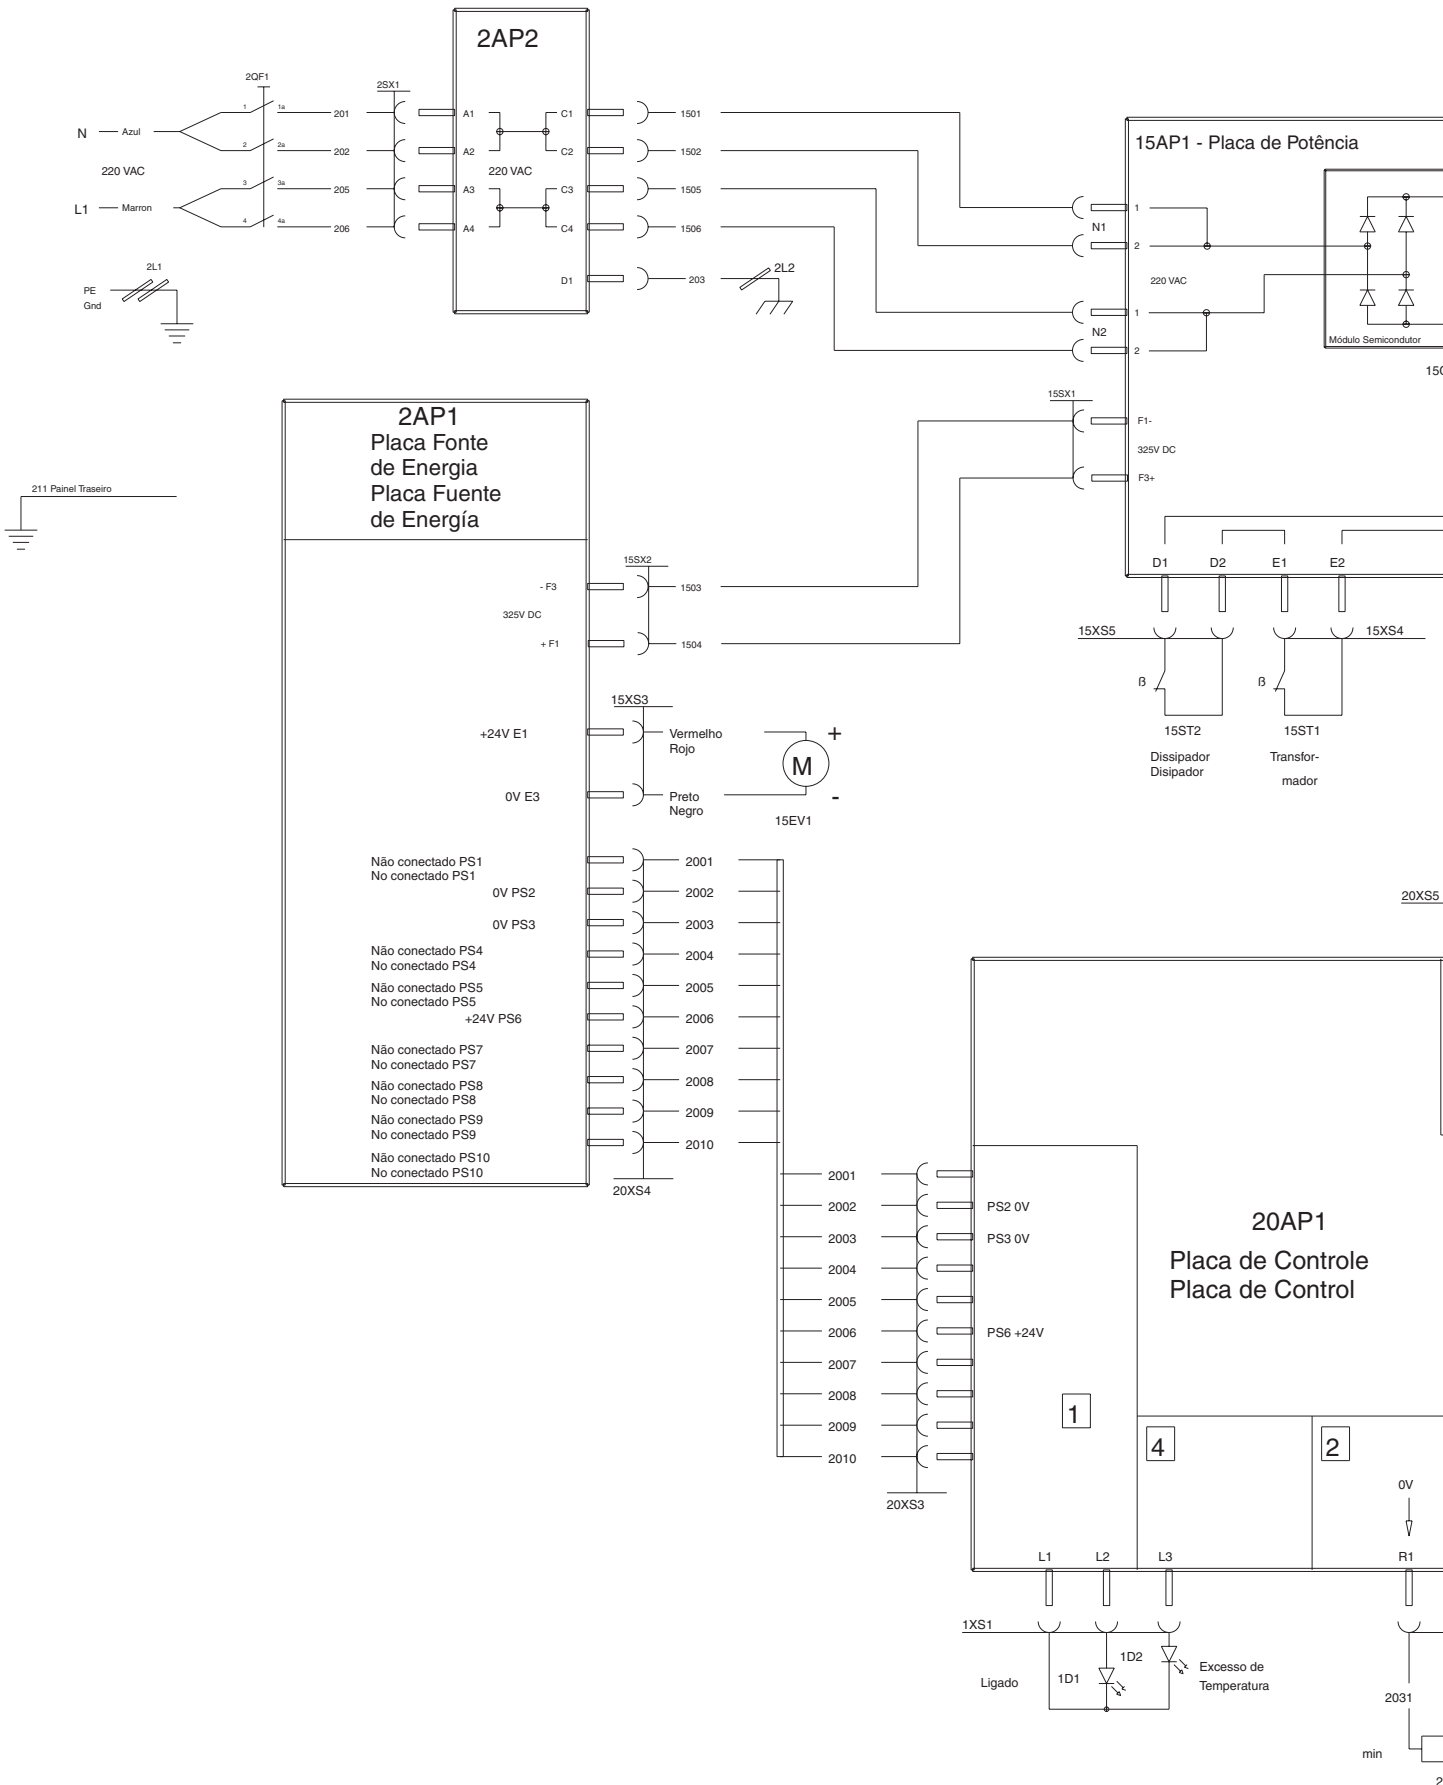 2AP2
2QF1
2SX1
1
1a
201
A1
C1
1501
N
Azul
2
2a
202
A2
C2
1502
220 VAC
220 VAC
3
3a
205
A3
C3
1505
L1
Marron
4
4a
206
A4
C4
1506
2L1
PE
Gnd
D1
203
2L2
15AP1 - Placa de Potência
1
N1
2
220 VAC
1
N2
2
Módulo Semicondutor
15SX1
F1-
325V DC
F3+
D1
D2
E1
E2
15XS5
15XS4
ß
ß
15ST2
15ST1
Dissipador
Disipador
Transfor-
mador
211 Painel Traseiro
2AP1
Placa Fonte
de Energia
Placa Fuente
de Energía
15SX2
- F3
1503
325V DC
+ F1
1504
15XS3
+24V E1
Vermelho
Rojo
+
M
0V E3
Preto
Negro
-
15EV1
Não conectado PS1
No conectado PS1
2001
0V PS2
2002
0V PS3
2003
Não conectado PS4
No conectado PS4
2004
Não conectado PS5
No conectado PS5
2005
+24V PS6
2006
Não conectado PS7
No conectado PS7
2007
Não conectado PS8
No conectado PS8
2008
Não conectado PS9
No conectado PS9
2009
Não conectado PS10
No conectado PS10
2010
20XS4
20XS5
2001
2002
PS2 0V
2003
PS3 0V
2004
2005
2006
PS6 +24V
2007
2008
2009
2010
20XS3
20AP1
Placa de Controle
Placa de Control
1
4
2
0V
L1
L2
L3
R1
1XS1
1D2
1D1
Ligado
Excesso de
Temperatura
2031
min